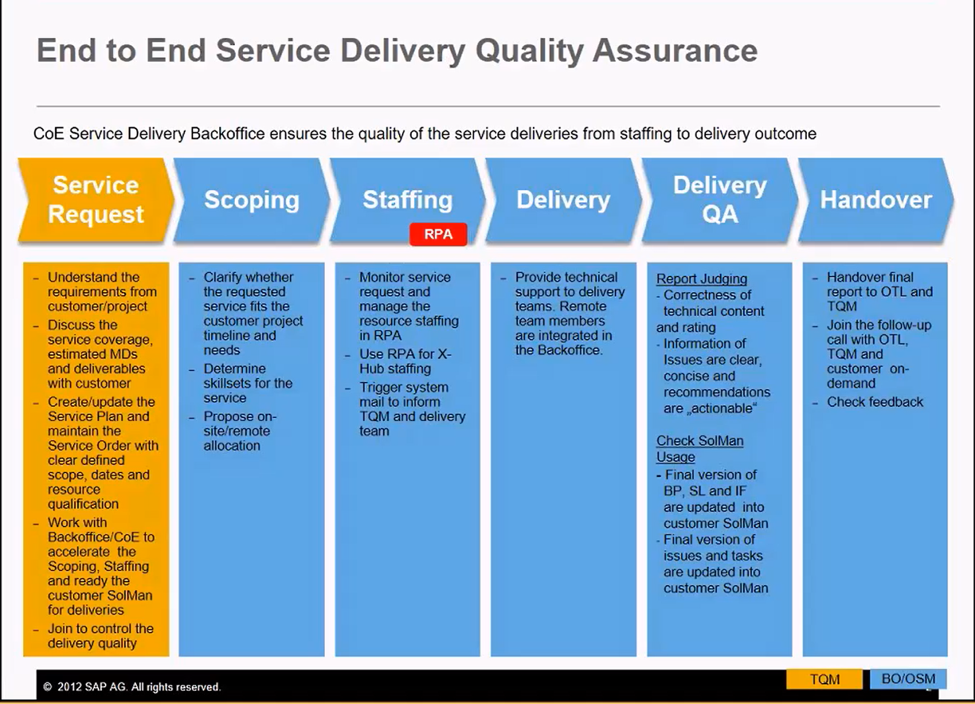 End to End Service Delivery Quality Assurance
CoE Service Delivery Backoffice ensures the quality of the service deliveries from staffing to delivery outcome
Service
Request
Scoping
Staffing
RPA
Delivery
Delivery
QA
Handover
– Understand the
requirements from
customer/project
– Discuss the
service coverage,
estimated MDs
and deliverables
with customer
– Create/update the
Service Plan and
maintain the
Service Order with
clear defined
scope, dates and
resource
qualification
– Work with
Backoffice/CoE to
accelerate the
Scoping, Staffing
and ready the
customer SolMan
for deliveries
– Join to control the
delivery quality
– Clarify whether
the requested
service fits the
customer project
timeline and
needs
– Determine
skillsets for the
service
– Propose on-
site/remote
allocation
– Monitor service
request and
manage the
resource staffing
in RPA
– Use RPA for X-
Hub staffing
– Trigger system
mail to inform
TQM and delivery
team
– Provide technical
support to delivery
teams. Remote
team members
are integrated in
the Backoffice.
Report Judging
- Correctness of
technical content
and rating
- Information of
Issues are clear,
concise and
recommendations
are „actionable“
Check SolMan
Usage
- Final version of
BP, SL and IF
are updated into
customer SolMan
- Final version of
issues and tasks
are updated into
customer SolMan
– Handover final
report to OTL and
TQM
– Join the follow-up
call with OTL,
TQM and
customer on-
demand
– Check feedback
© 2012 SAP AG. All rights reserved.
TQM
BO/OSM